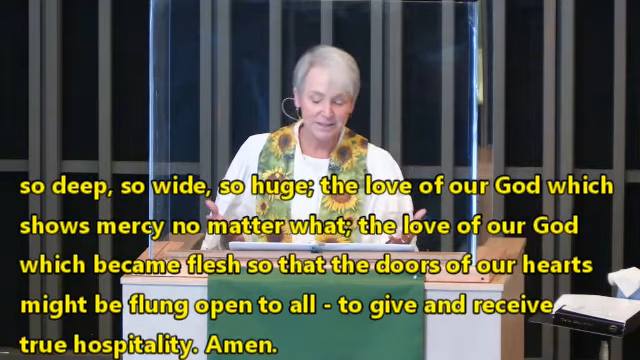 so deep, so wide, so huge; the love of our God which
shows mercy no matter what; the love of our God
which became flesh so that the doors of our hearts
might be flung open to all - to give and receive
true hospitality. Amen.